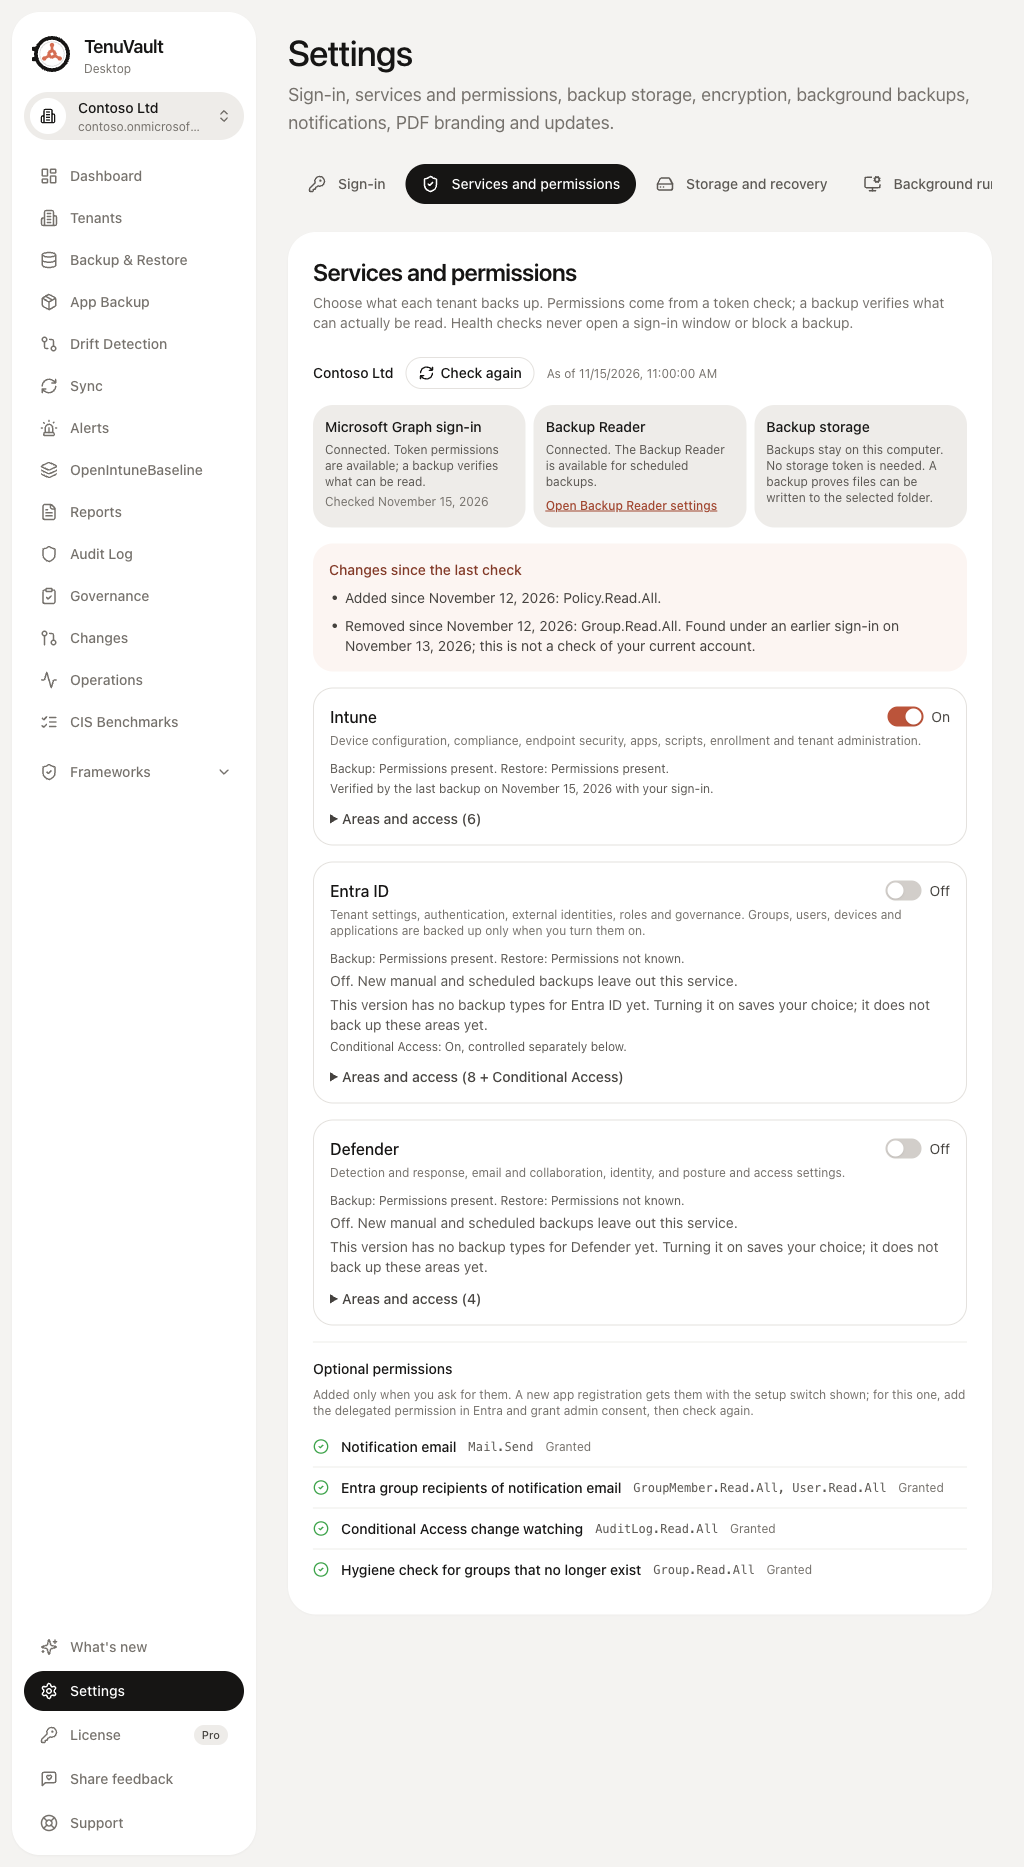 TenuVault
Desktop
Contoso Ltd
contoso.onmicrosof...
Dashboard
Tenants
Backup & Restore
App Backup
Drift Detection
Sync
Alerts
OpenIntuneBaseline
Reports
Audit Log
Governance
Changes
Operations
CIS Benchmarks
Frameworks
What's new
Settings
License
Pro
Share feedback
Support
Settings
Sign-in, services and permissions, backup storage, encryption, background backups,
notifications, PDF branding and updates.
Sign-in
Services and permissions
Storage and recovery
Background ru
Services and permissions
Choose what each tenant backs up. Permissions come from a token check; a backup verifies what
can actually be read. Health checks never open a sign-in window or block a backup.
Contoso Ltd
Check again
As of 11/15/2026, 11:00:00 AM
Microsoft Graph sign-in
Connected. Token permissions
are available; a backup verifies
what can be read.
Checked November 15, 2026
Backup Reader
Connected. The Backup Reader
is available for scheduled
backups.
Open Backup Reader settings
Backup storage
Backups stay on this computer.
No storage token is needed. A
backup proves files can be
written to the selected folder.
Changes since the last check
• Added since November 12, 2026: Policy.Read.All.
• Removed since November 12, 2026: Group.Read.All. Found under an earlier sign-in on
November 13, 2026; this is not a check of your current account.
Intune
On
Device configuration, compliance, endpoint security, apps, scripts, enrollment and tenant administration.
Backup: Permissions present. Restore: Permissions present.
Verified by the last backup on November 15, 2026 with your sign-in.
Areas and access (6)
Entra ID
Off
Tenant settings, authentication, external identities, roles and governance. Groups, users, devices and
applications are backed up only when you turn them on.
Backup: Permissions present. Restore: Permissions not known.
Off. New manual and scheduled backups leave out this service.
This version has no backup types for Entra ID yet. Turning it on saves your choice; it does not
back up these areas yet.
Conditional Access: On, controlled separately below.
Areas and access (8 + Conditional Access)
Defender
Off
Detection and response, email and collaboration, identity, and posture and access settings.
Backup: Permissions present. Restore: Permissions not known.
Off. New manual and scheduled backups leave out this service.
This version has no backup types for Defender yet. Turning it on saves your choice; it does not
back up these areas yet.
Areas and access (4)
Optional permissions
Added only when you ask for them. A new app registration gets them with the setup switch shown; for this one, add
the delegated permission in Entra and grant admin consent, then check again.
Notification email Mail.Send Granted
Entra group recipients of notification email GroupMember.Read.All, User.Read.All Granted
Conditional Access change watching AuditLog.Read.All Granted
Hygiene check for groups that no longer exist Group.Read.All Granted